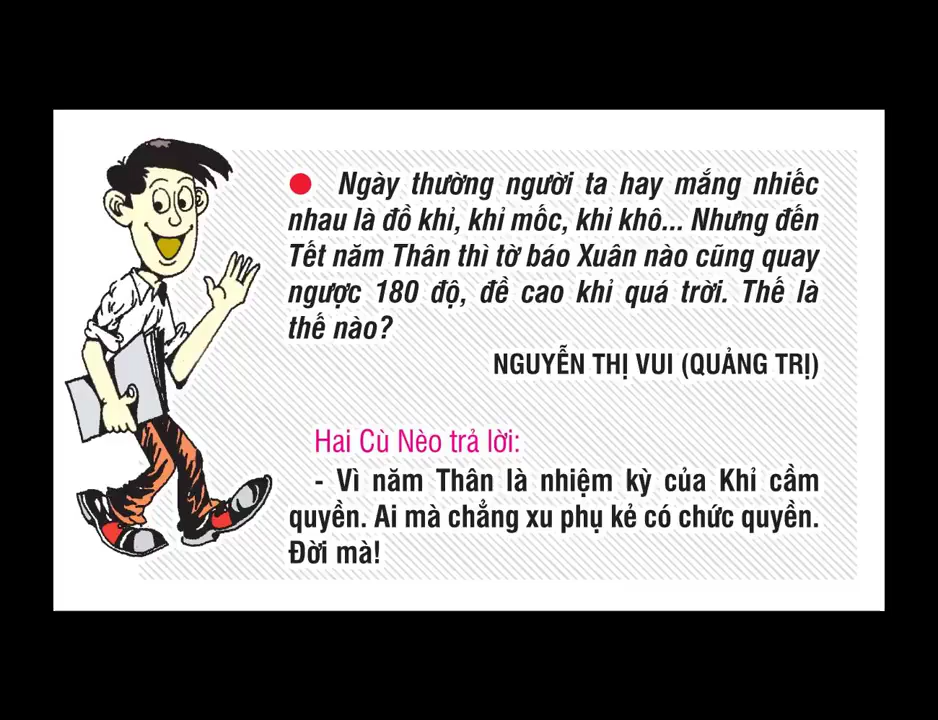 ● Ngày thường người ta hay mắng nhiếc
nhau là đồ khỉ, khỉ mốc, khỉ khô... Nhưng đến
Tết năm Thân thì tờ báo Xuân nào cũng quay
ngược 180 độ, đề cao khỉ quá trời. Thế là
thế nào?
NGUYỄN THỊ VUI (QUẢNG TRỊ)
Hai Cù Nèo trả lời:
- Vì năm Thân là nhiệm kỳ của Khỉ cầm
quyền. Ai mà chẳng xu phụ kẻ có chức quyền.
Đời mà!